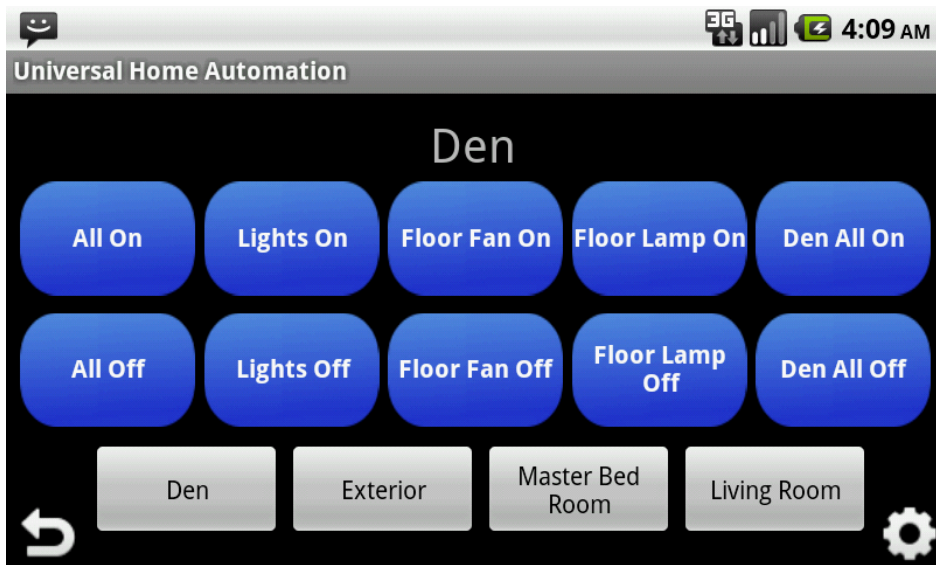 3G 4:09 AM
Universal Home Automation
Den
All On Lights On Floor Fan On Floor Lamp On Den All On
All Off Lights Off Floor Fan Off Floor Lamp Off Den All Off
Den Exterior Master Bed Room Living Room